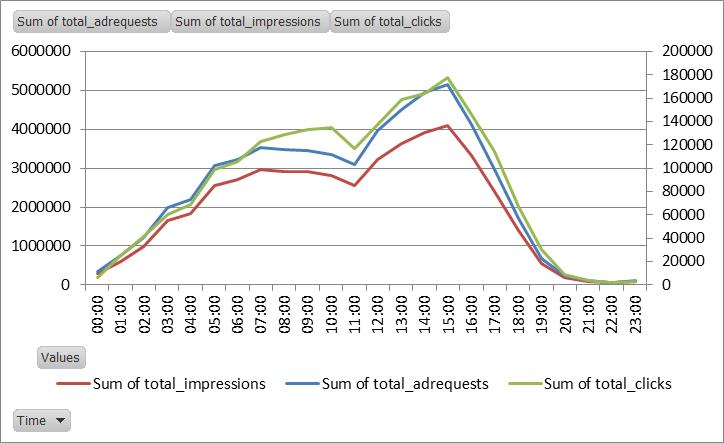 Sum of total_adrequests Sum of total_impressions Sum of total_clicks
6000000 200000
180000
5000000
160000
4000000 140000
120000
3000000 100000
80000
2000000
60000
1000000 40000
20000
0 0
00:00 01:00 02:00 03:00 04:00 05:00 06:00 07:00 08:00 09:00 10:00 11:00 12:00 13:00 14:00 15:00 16:00 17:00 18:00 19:00 20:00 21:00 22:00 23:00
Values
Sum of total_impressions Sum of total_adrequests Sum of total_clicks
Time